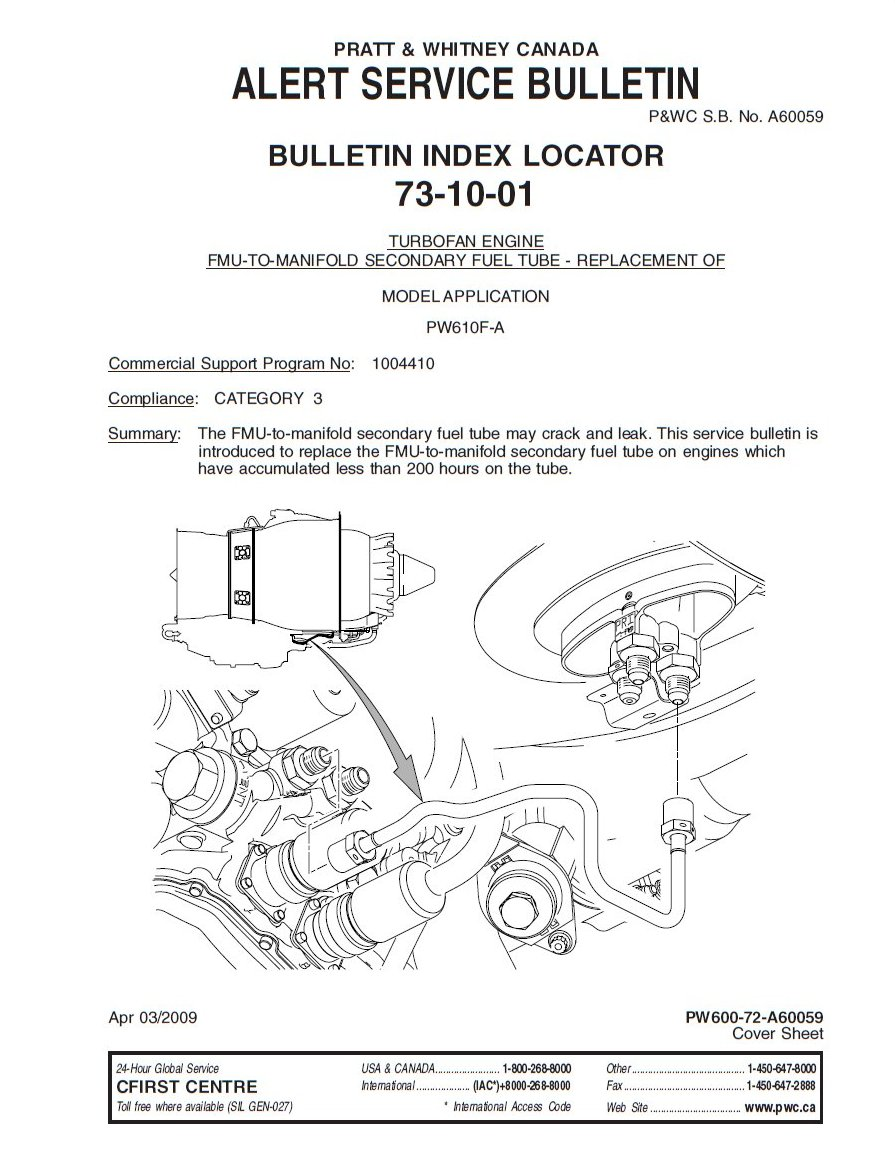 PRATT & WHITNEY CANADA
ALERT SERVICE BULLETIN
P&WC S.B. No. A60059
BULLETIN INDEX LOCATOR
73-10-01
TURBOFAN ENGINE
FMU-TO-MANIFOLD SECONDARY FUEL TUBE - REPLACEMENT OF
MODEL APPLICATION
PW610F-A
Commercial Support Program No: 1004410
Compliance: CATEGORY 3
Summary: The FMU-to-manifold secondary fuel tube may crack and leak. This service bulletin is
introduced to replace the FMU-to-manifold secondary fuel tube on engines which
have accumulated less than 200 hours on the tube.
Apr 03/2009
PW600-72-A60059
Cover Sheet
24-Hour Global Service
CFIRST CENTRE
Toll free where available (SIL GEN-027)
USA & CANADA........................ 1-800-268-8000
International.................... (IAC*)+8000-268-8000
* International Access Code
Other.......................................... 1-450-647-8000
Fax............................................. 1-450-647-2888
Web Site.................................. www.pwc.ca